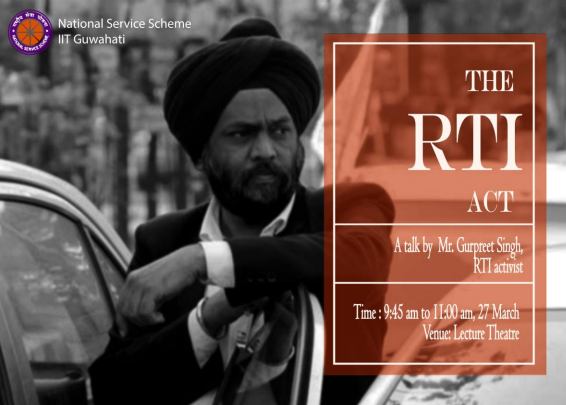 National Service Scheme
IIT Guwahati
THE
RTI
ACT
A talk by Mr. Gurpreet Singh,
RTI activist
Time : 9:45 am to 11:00 am, 27 March
Venue: Lecture Theatre